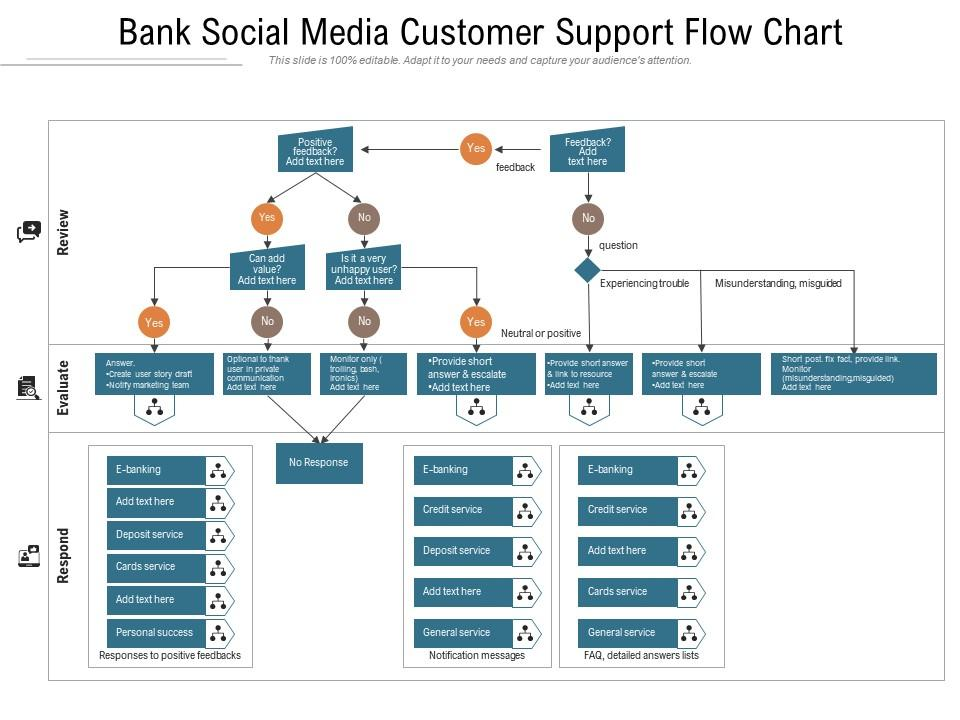 Bank Social Media Customer Support Flow Chart
This slide is 100% editable. Adapt it to your needs and capture your audience's attention.
Review
Positive
feedback?
Add text here
Yes
feedback
Feedback?
Add
text here
Yes
No
No
question
Can add
value?
Add text here
Is it a very
unhappy user?
Add text here
Experiencing trouble
Misunderstanding, misguided
Yes
No
No
Yes
Neutral or positive
Evaluate
Answer.
•Create user story draft
•Notify marketing team
Optional to thank
user in private
communication
Add text here
Monitor only (
trolling, bash,
ironics)
Add text here
•Provide short
answer & escalate
•Add text here
•Provide short answer
& link to resource
•Add text here
•Provide short
answer & escalate
•Add text here
Short post. fix fact, provide link.
Monitor
(misunderstanding,misguided)
Add text here
Respond
No Response
E-banking
Add text here
Deposit service
Cards service
Add text here
Personal success
Responses to positive feedbacks
E-banking
Credit service
Deposit service
Add text here
General service
Notification messages
E-banking
Credit service
Add text here
Cards service
General service
FAQ, detailed answers lists